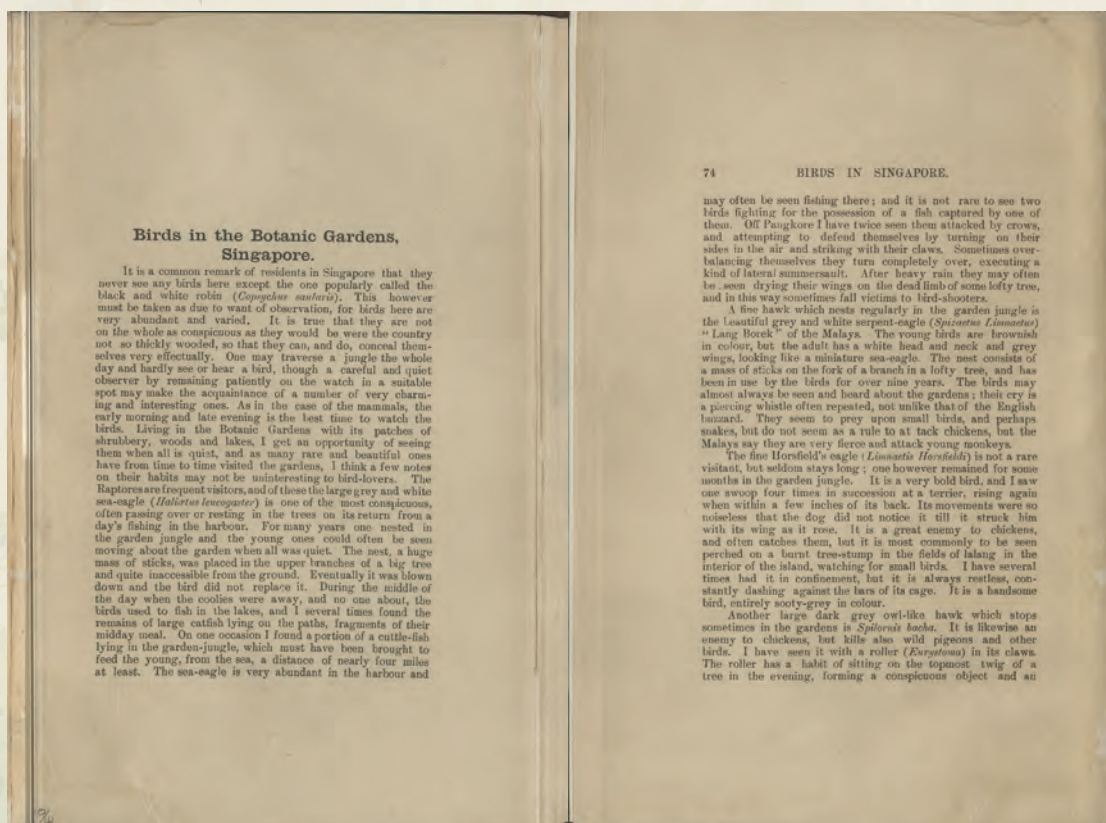 Birds in the Botanic Gardens,
Singapore.
It is a common remark of residents in Singapore that they
never see any birds here except the one popularly called the
black and white robin (Copsychus saularis). This however
must be taken as due to want of observation, for birds here are
very abundant and varied. It is true that they are not
on the whole as conspicuous as they would be were the country
not so thickly wooded, so that they can, and do, conceal them-
selves very effectually. One may traverse a jungle the whole
day and hardly see or hear a bird, though a careful and quiet
observer by remaining patiently on the watch in a suitable
spot may make the acquaintance of a number of very charm-
ing and interesting ones. As in the case of the mammals, the
early morning and late evening is the best time to watch the
birds. Living in the Botanic Gardens with its patches of
shrubbery, woods and lakes, I get an opportunity of seeing
them when all is quiet, and as many rare and beautiful ones
have from time to time visited the gardens, I think a few notes
on their habits may not be uninteresting to bird-lovers. The
Raptores are frequent visitors, and of these the large grey and white
sea-eagle (Haliætus leucogaster) is one of the most conspicuous,
often passing over or resting in the trees on its return from a
day's fishing in the harbour. For many years one nested in
the garden jungle and the young ones could often be seen
moving about the garden when all was quiet. The nest, a huge
mass of sticks, was placed in the upper branches of a big tree
and quite inaccessible from the ground. Eventually it was blown
down and the bird did not replace it. During the middle of
the day when the coolies were away, and no one about, the
birds used to fish in the lakes, and I several times found the
remains of large catfish lying on the paths, fragments of their
midday meal. On one occasion I found a portion of a cuttle-fish
lying in the garden-jungle, which must have been brought to
feed the young, from the sea, a distance of nearly four miles
at least. The sea-eagle is very abundant in the harbour and
74 BIRDS IN SINGAPORE.
may often be seen fishing there; and it is not rare to see two
birds fighting for the possession of a fish captured by one of
them. Off Pangkore I have twice seen them attacked by crows,
and attempting to defend themselves by turning on their
sides in the air and striking with their claws. Sometimes over-
balancing themselves they turn completely over, executing a
kind of lateral summersault. After heavy rain they may often
be seen drying their wings on the dead limb of some lofty tree,
and in this way sometimes fall victims to bird-shooters.
A fine hawk which nests regularly in the garden jungle is
the beautiful grey and white serpent-eagle (Spizaetus Limnaetus)
"Lang Borek" of the Malays. The young birds are brownish
in colour, but the adult has a white head and neck and grey
wings, looking like a miniature sea-eagle. The nest consists of
a mass of sticks on the fork of a branch in a lofty tree, and has
been in use by the birds for over nine years. The birds may
almost always be seen and heard about the gardens; their cry is
a piercing whistle often repeated, not unlike that of the English
buzzard. They seem to prey upon small birds, and perhaps
snakes, but do not seem as a rule to at tack chickens, but the
Malays say they are very fierce and attack young monkeys.
The fine Horsfield's eagle (Limnaetis Horsfieldi) is not a rare
visitant, but seldom stays long; one however remained for some
months in the garden jungle. It is a very bold bird, and I saw
one swoop four times in succession at a terrier, rising again
when within a few inches of its back. Its movements were so
noiseless that the dog did not notice it till it struck him
with its wing as it rose. It is a great enemy to chickens,
and often catches them, but it is most commonly to be seen
perched on a burnt tree-stump in the fields of lalang in the
interior of the island, watching for small birds. I have several
times had it in confinement, but it is always restless, con-
stantly dashing against the bars of its cage. It is a handsome
bird, entirely sooty-grey in colour.
Another large dark grey owl-like hawk which stops
sometimes in the gardens is Spilornis bacha. It is likewise an
enemy to chickens, but kills also wild pigeons and other
birds. I have seen it with a roller (Eurystoma) in its claws.
The roller has a habit of sitting on the topmost twig of a
tree in the evening, forming a conspicuous object and an